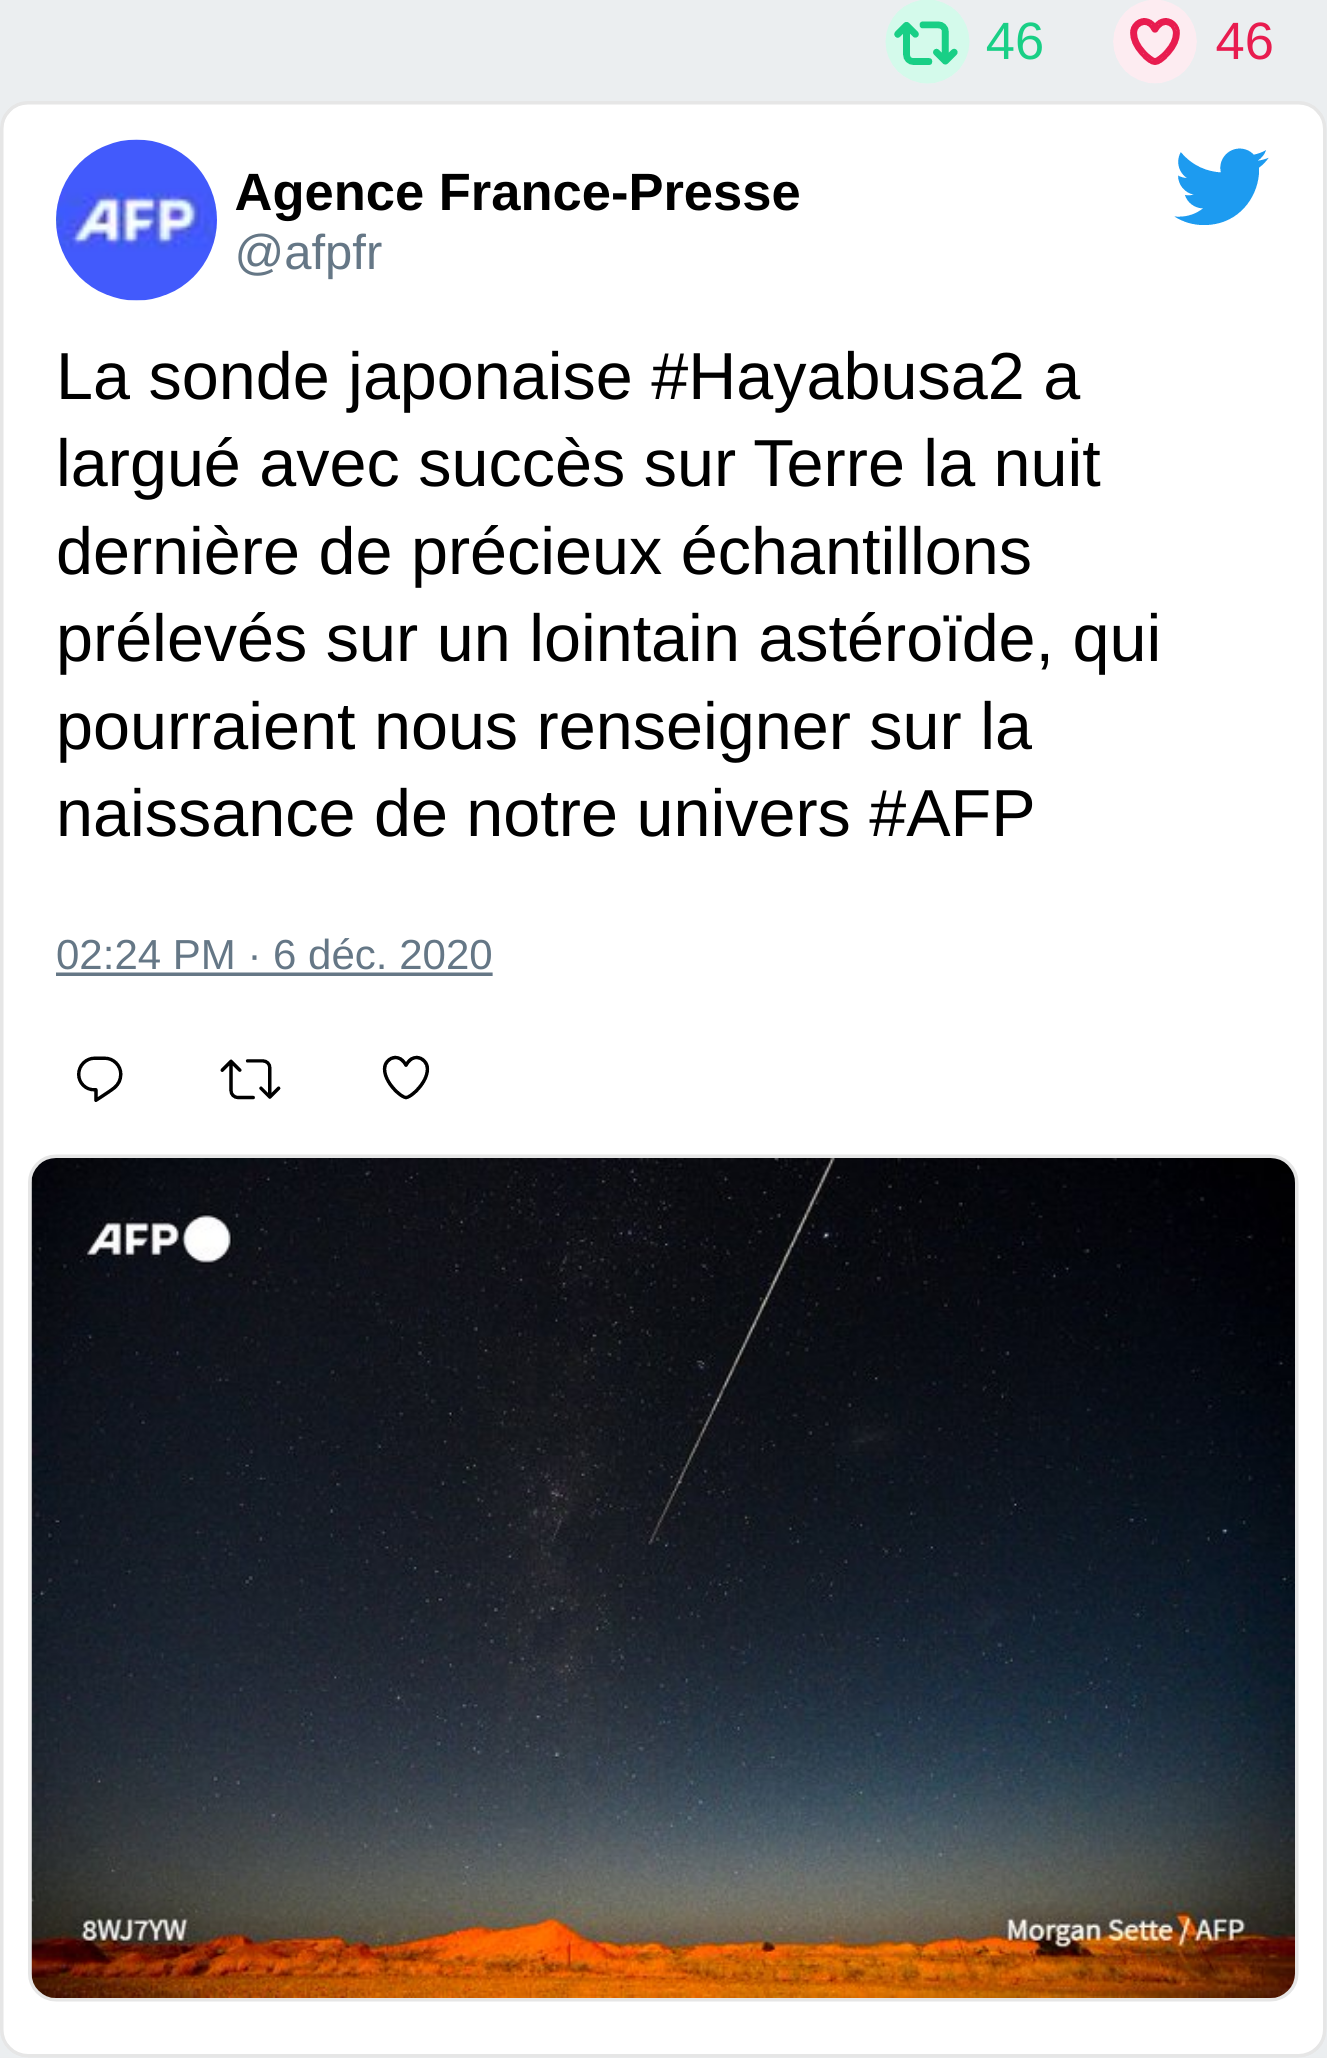 46 46
AFP
Agence France-Presse
@afpfr
La sonde japonaise #Hayabusa2 a
largué avec succès sur Terre la nuit
dernière de précieux échantillons
prélevés sur un lointain astéroïde, qui
pourraient nous renseigner sur la
naissance de notre univers #AFP
02:24 PM · 6 déc. 2020
AFP
8WJ7YW
Morgan Sette / AFP